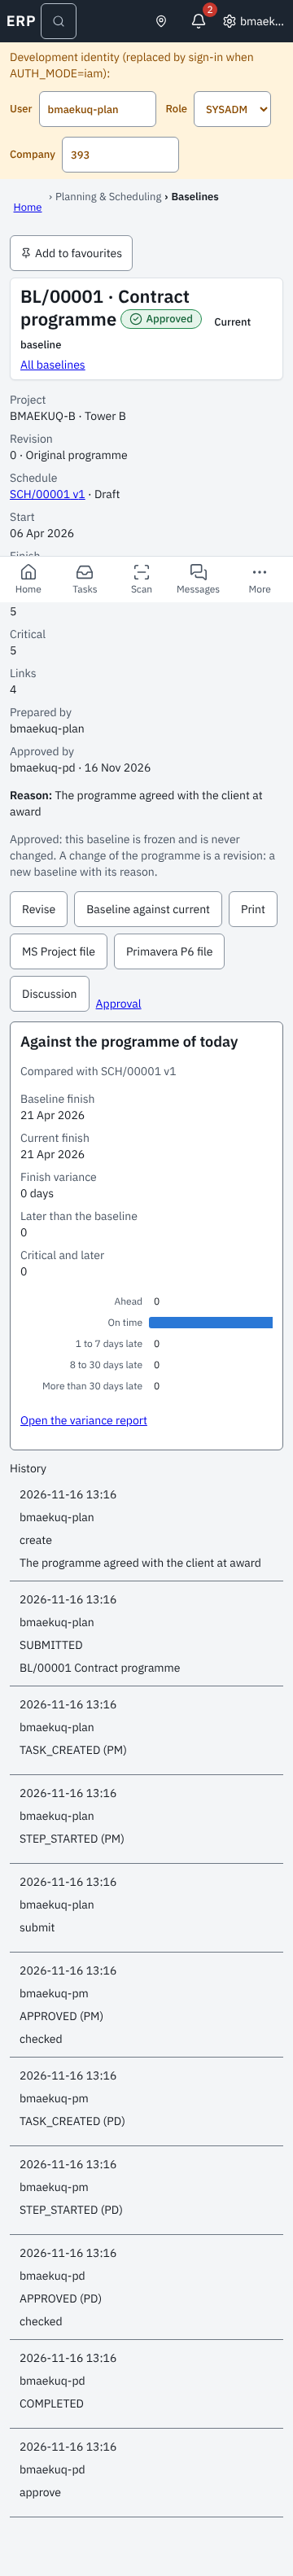 ERP
2
bmaek...
Development identity (replaced by sign-in when
AUTH_MODE=iam):
User bmaekuq-plan Role SYSADM
Company 393
Home › Planning & Scheduling › Baselines
Add to favourites
BL/00001 · Contract
programme Approved Current
baseline
All baselines
Project
BMAEKUQ-B · Tower B
Revision
0 · Original programme
Schedule
SCH/00001 v1 · Draft
Start
06 Apr 2026
Home Tasks Scan Messages More
5
Critical
5
Links
4
Prepared by
bmaekuq-plan
Approved by
bmaekuq-pd · 16 Nov 2026
Reason: The programme agreed with the client at
award
Approved: this baseline is frozen and is never
changed. A change of the programme is a revision: a
new baseline with its reason.
Revise Baseline against current Print
MS Project file Primavera P6 file
Discussion Approval
Against the programme of today
Compared with SCH/00001 v1
Baseline finish
21 Apr 2026
Current finish
21 Apr 2026
Finish variance
0 days
Later than the baseline
0
Critical and later
0
Ahead 0
On time
1 to 7 days late 0
8 to 30 days late 0
More than 30 days late 0
Open the variance report
History
2026-11-16 13:16
bmaekuq-plan
create
The programme agreed with the client at award
2026-11-16 13:16
bmaekuq-plan
SUBMITTED
BL/00001 Contract programme
2026-11-16 13:16
bmaekuq-plan
TASK_CREATED (PM)
2026-11-16 13:16
bmaekuq-plan
STEP_STARTED (PM)
2026-11-16 13:16
bmaekuq-plan
submit
2026-11-16 13:16
bmaekuq-pm
APPROVED (PM)
checked
2026-11-16 13:16
bmaekuq-pm
TASK_CREATED (PD)
2026-11-16 13:16
bmaekuq-pm
STEP_STARTED (PD)
2026-11-16 13:16
bmaekuq-pd
APPROVED (PD)
checked
2026-11-16 13:16
bmaekuq-pd
COMPLETED
2026-11-16 13:16
bmaekuq-pd
approve